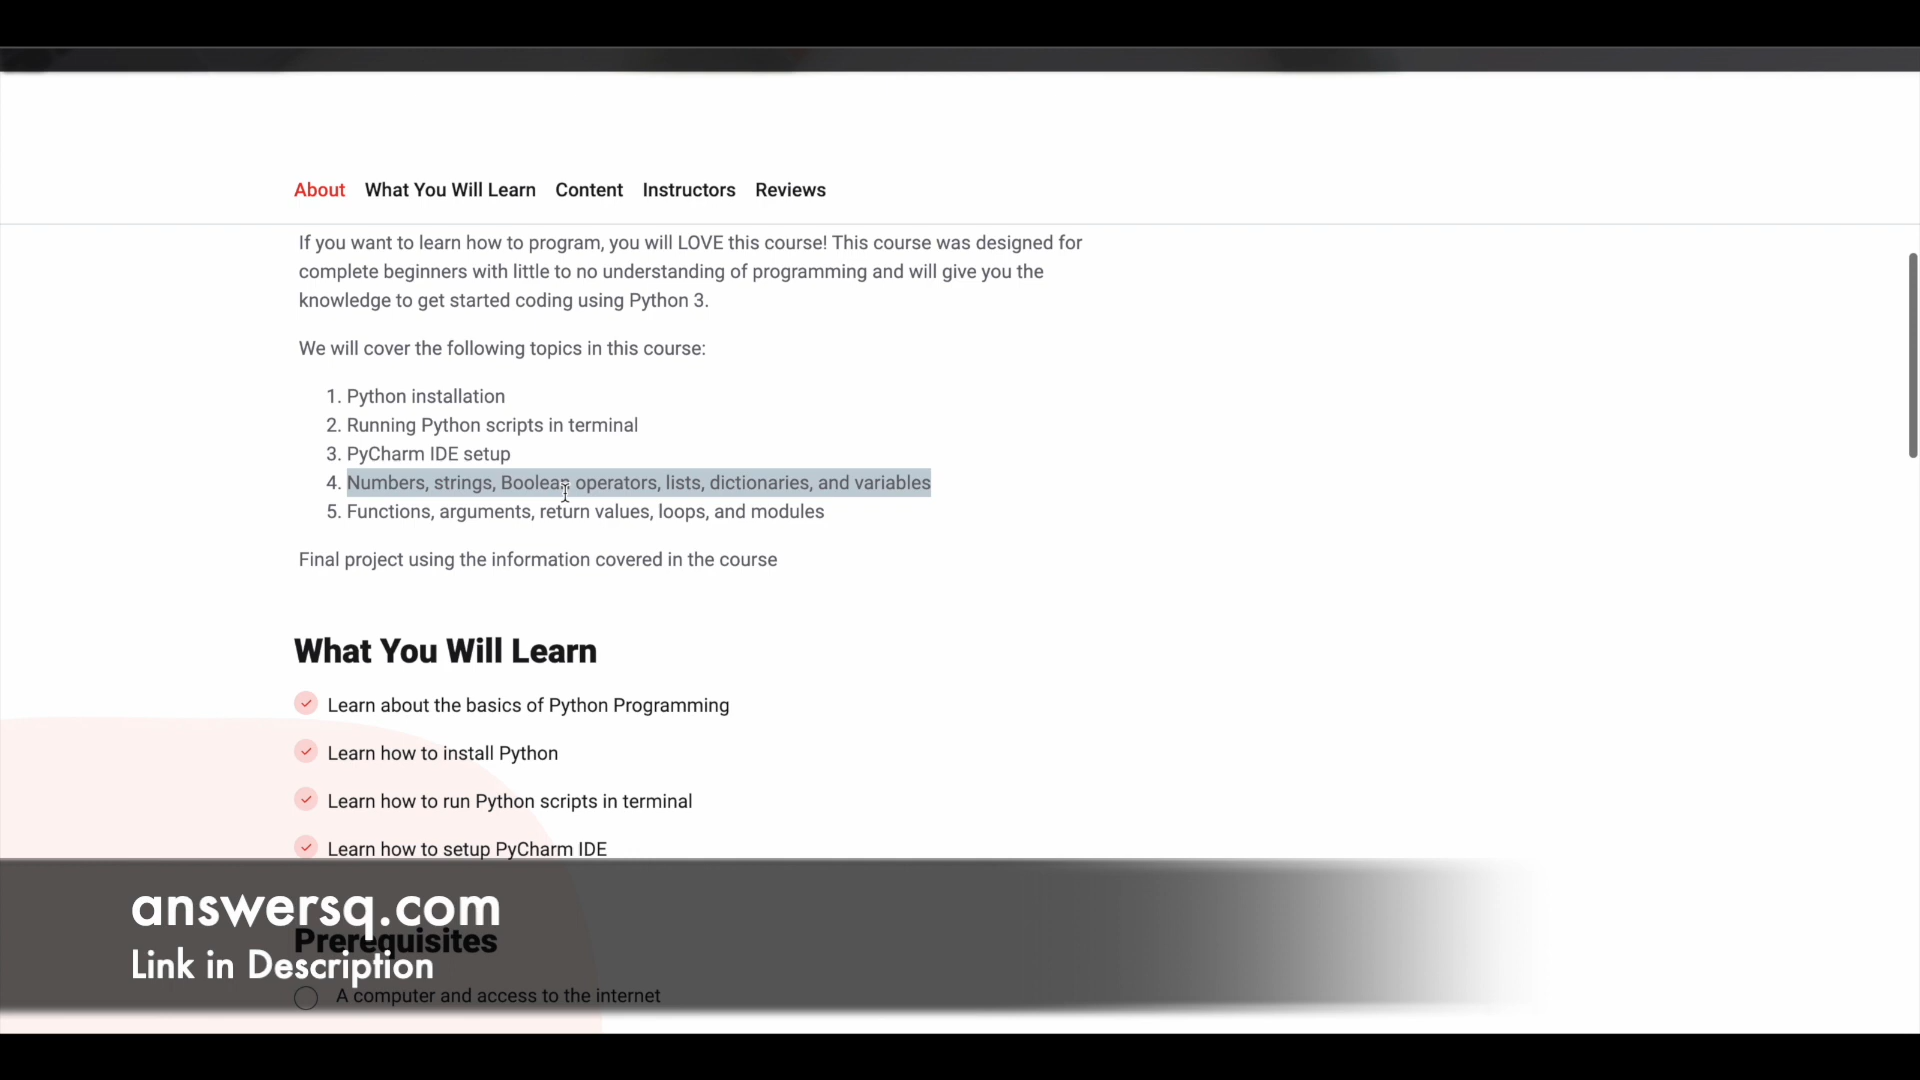 About What You Will Learn Content Instructors Reviews
If you want to learn how to program, you will LOVE this course! This course was designed for
complete beginners with little to no understanding of programming and will give you the
knowledge to get started coding using Python 3.
We will cover the following topics in this course:
1. Python installation
2. Running Python scripts in terminal
3. PyCharm IDE setup
4. Numbers, strings, Boolean operators, lists, dictionaries, and variables
5. Functions, arguments, return values, loops, and modules
Final project using the information covered in the course
What You Will Learn
Learn about the basics of Python Programming
Learn how to install Python
Learn how to run Python scripts in terminal
Learn how to setup PyCharm IDE
answersq.com
Prerequisites
Link in Description
A computer and access to the internet